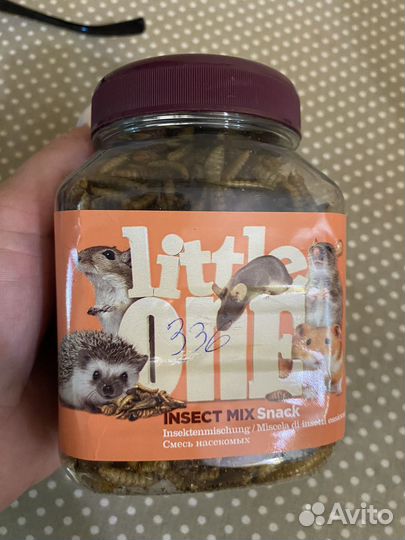 little
ONE
336
INSECT MIX Snack
Insektenmischung / Miscela di insetti
Смесь насекомых
Avito